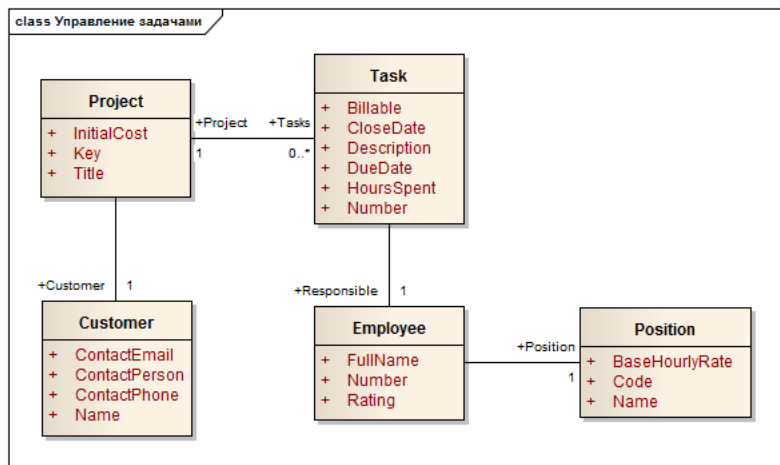 class Управление задачами
Project
+ InitialCost
+ Key
+ Title
+Project
1
+Tasks
0..*
Task
+ Billable
+ CloseDate
+ Description
+ DueDate
+ HoursSpent
+ Number
+Customer
1
Customer
+ ContactEmail
+ ContactPerson
+ ContactPhone
+ Name
+Responsible
1
Employee
+ FullName
+ Number
+ Rating
+Position
1
Position
+ BaseHourlyRate
+ Code
+ Name